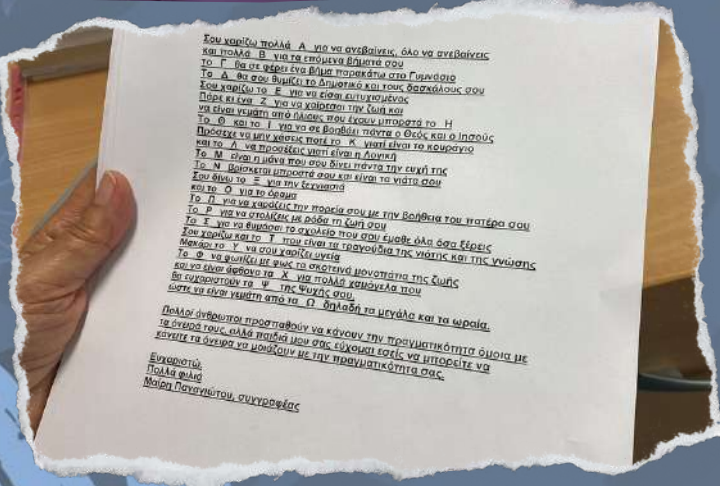 Σου χαρίζω πολλά Α για να ανεβαίνεις, όλο να ανεβαίνεις
και πολλά Β για τα επόμενα βήματά σου
το Γ θα σε φέρει ένα βήμα παρακάτω στο Γυμνάσιο
Το Δ θα σου θυμίζει το Δημοτικό και τους δασκάλους σου
Σου χαρίζω το Ε για να είσαι ευτυχισμένος
Πάρε κι ένα Ζ για να χαίρεσαι την ζωή και
να είναι γεμάτη από ήλιους που έχουν μπροστά το Η
Το Θ και το Ι για να σε βοηθάει πάντα ο Θεός και ο Ιησούς
Πρόσεχε να μην χάσεις ποτέ το Κ γιατί είναι το κουράγιο
και το Λ να προσέξεις γιατί είναι η Λογική
Το Μ είναι η μάνα που σου δίνει πάντα την ευχή της
Το Ν βρίσκεται μπροστά σου και είναι τα νιάτα σου
Σου δίνω το Ξ για την ξεγνιασιά
και το Ο για το όραμα
Το Π για να χαράζεις την πορεία σου με την βοήθεια του πατέρα σου
Το Ρ για να στολίζεις με ρόδα τη ζωή σου
Το Σ για να θυμάσαι το σχολείο που σου έμαθε όλα όσα ξέρεις
Σου χαρίζω και το Τ που είναι τα τραγούδια της νιότης και της γνώσης
Μακάρι το Υ να σου χαρίζει υγεία
Το Φ να φωτίζει με φως τα σκοτεινά μονοπάτια της ζωής
και να είναι άφθονα τα Χ για πολλά χαμόγελα που
θα ευχαριστούν τα Ψ της Ψυχής σου,
ώστε να είναι γεμάτη από τα Ω δηλαδή τα μεγάλα και τα ωραία.
Πολλοί άνθρωποι προσπαθούν να κάνουν την πραγματικότητα όμοια με
τα όνειρά τους, αλλά παιδιά μου σας εύχομαι εσείς να μπορείτε να
κάνετε τα όνειρα να μοιάζουν με την πραγματικότητα σας.
Ευχαριστώ,
Πολλά φιλιά
Μαίρη Παναγιώτου, συγγραφέας